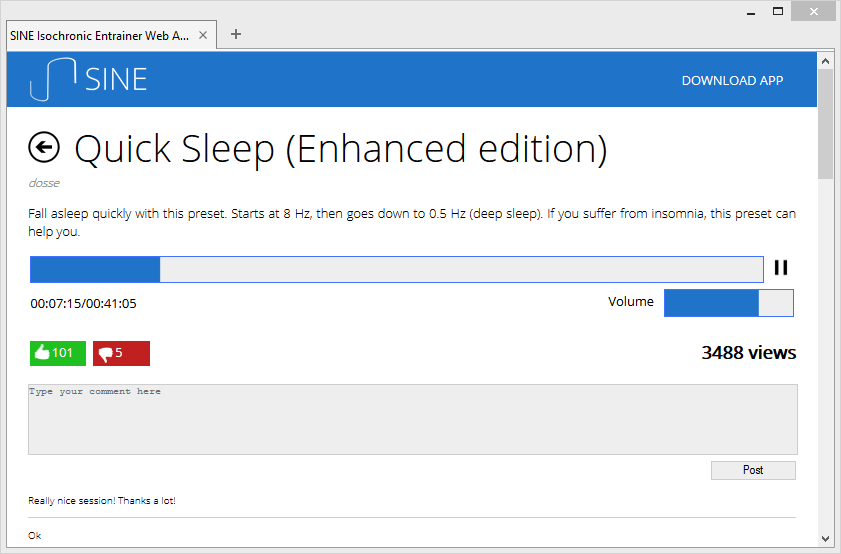 SINE Isochronic Entrainer Web A...
SINE
DOWNLOAD APP
Quick Sleep (Enhanced edition)
dosse
Fall asleep quickly with this preset. Starts at 8 Hz, then goes down to 0.5 Hz (deep sleep). If you suffer from insomnia, this preset can
help you.
00:07:15/00:41:05
Volume
101
5
3488 views
Type your comment here
Post
Really nice session! Thanks a lot!
Ok